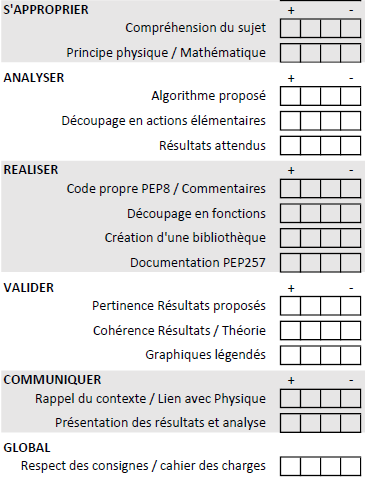 S'APPROPRIER + -
Compréhension du sujet
Principe physique / Mathématique
ANALYSER + -
Algorithme proposé
Découpage en actions élémentaires
Résultats attendus
REALISER + -
Code propre PEP8 / Commentaires
Découpage en fonctions
Création d'une bibliothèque
Documentation PEP257
VALIDER + -
Pertinence Résultats proposés
Cohérence Résultats / Théorie
Graphiques légendés
COMMUNIQUER + -
Rappel du contexte / Lien avec Physique
Présentation des résultats et analyse
GLOBAL
Respect des consignes / cahier des charges